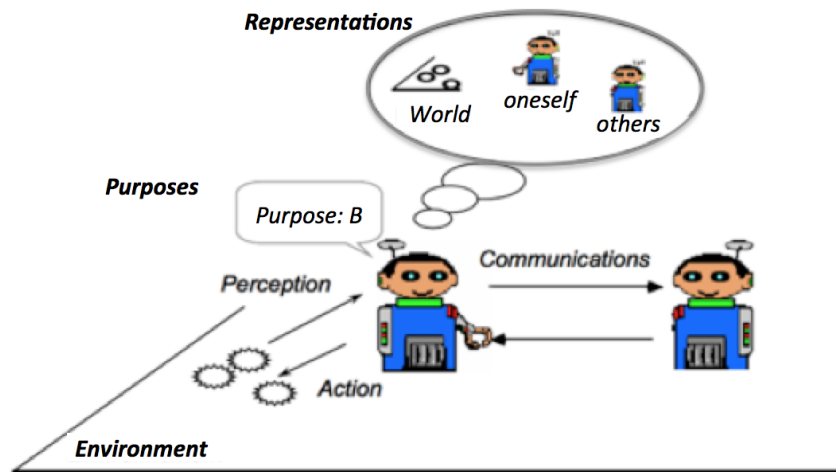 Representations
World
oneself
others
Purposes
Purpose: B
Perception
Communications
Action
Environment